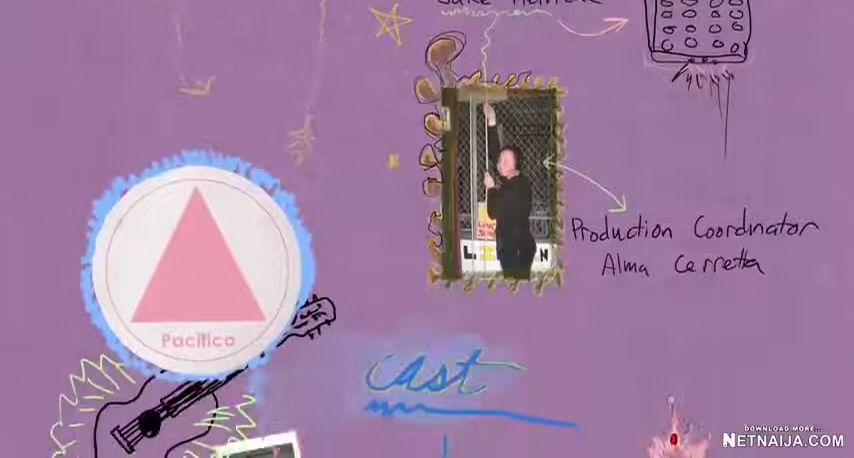 Production Coordinator
Alma Cerretta
Pacifico
cast
DOWNLOAD MORE...
NETNAIJA.COM